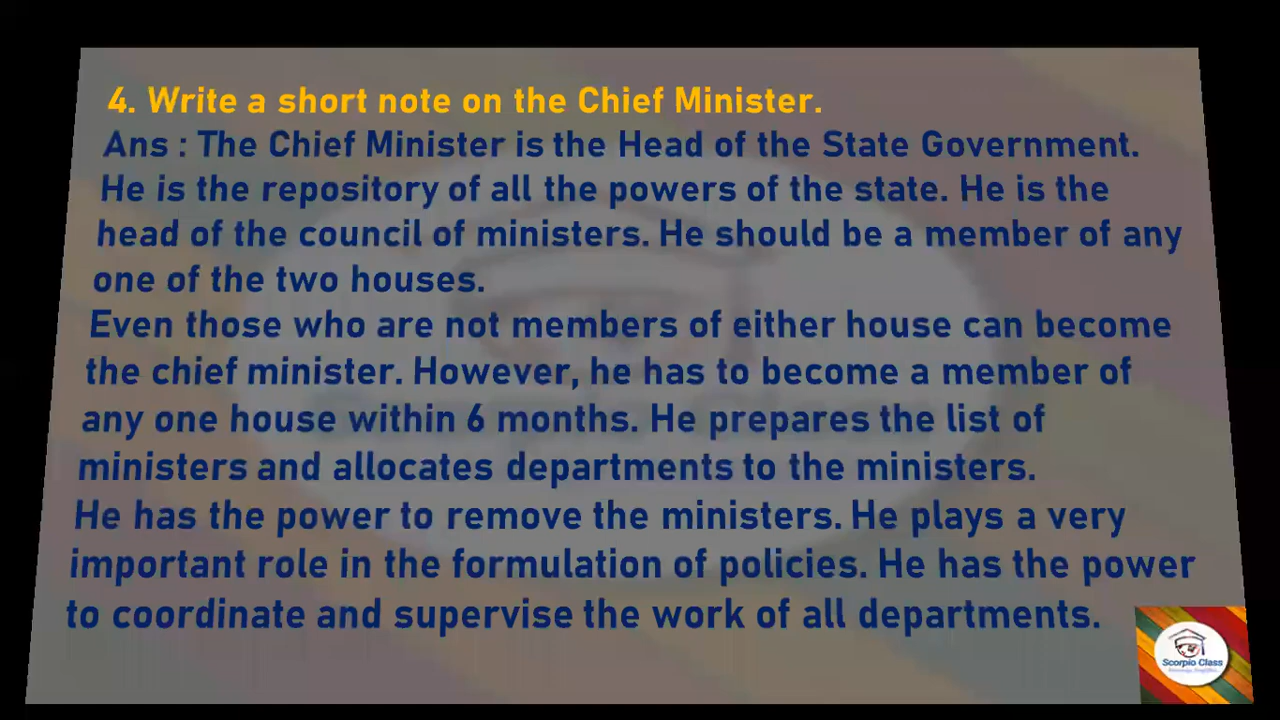 4. Write a short note on the Chief Minister.
Ans : The Chief Minister is the Head of the State Government.
He is the repository of all the powers of the state. He is the
head of the council of ministers. He should be a member of any
one of the two houses.
Even those who are not members of either house can become
the chief minister. However, he has to become a member of
any one house within 6 months. He prepares the list of
ministers and allocates departments to the ministers.
He has the power to remove the ministers. He plays a very
important role in the formulation of policies. He has the power
to coordinate and supervise the work of all departments.
Scorpio Class